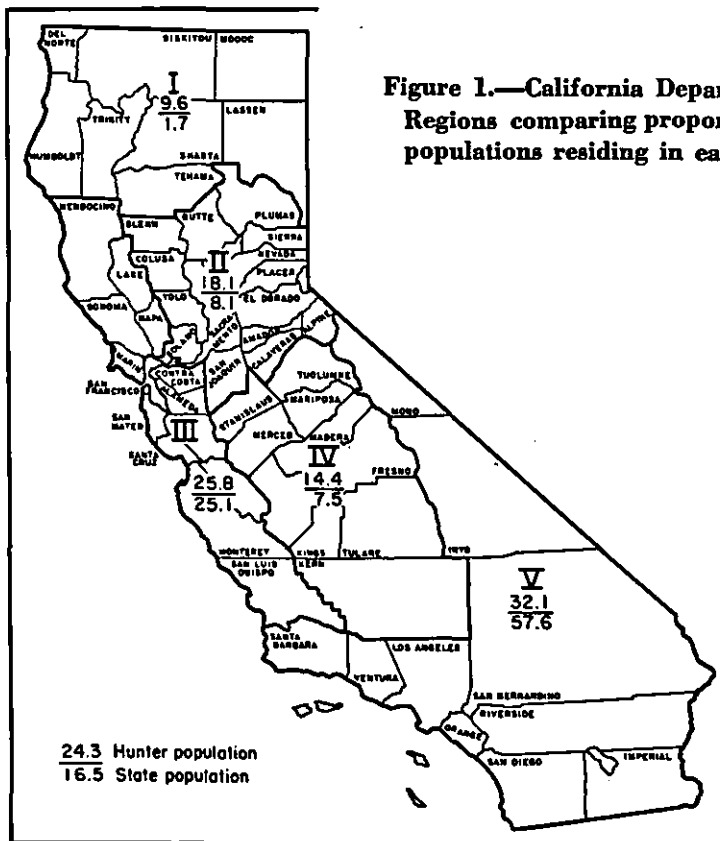 Figure 1.—California Depar
Regions comparing propor
populations residing in ea
DEL NORTE
SISKIYOU
MODOC
I
9.6
1.7
TRINITY
LASSEN
HUMBOLDT
SHASTA
TEHAMA
MENDOCINO
GLENN
BUTTE
PLUMAS
SIERRA
LAKE
COLUSA
II
18.1
8.1
NEVADA
PLACER
EL DORADO
SONOMA
NAPA
YOLO
SOLANO
SACRA-
MENTO
AMADOR
ALPINE
CALAVERAS
MARIN
CONTRA
COSTA
SAN
JOAQUIN
TUOLUMNE
SAN
FRANCISCO
ALAMEDA
STANISLAUS
MARIPOSA
MONO
SAN
MATEO
III
25.8
25.1
MERCED
MADERA
SANTA
CRUZ
IV
14.4
7.5
FRESNO
MONTEREY
KINGS
TULARE
INYO
SAN LUIS
OBISPO
KERN
V
32.1
57.6
SANTA
BARBARA
VENTURA
LOS ANGELES
SAN BERNARDINO
RIVERSIDE
ORANGE
SAN DIEGO
IMPERIAL
24.3 Hunter population
16.5 State population